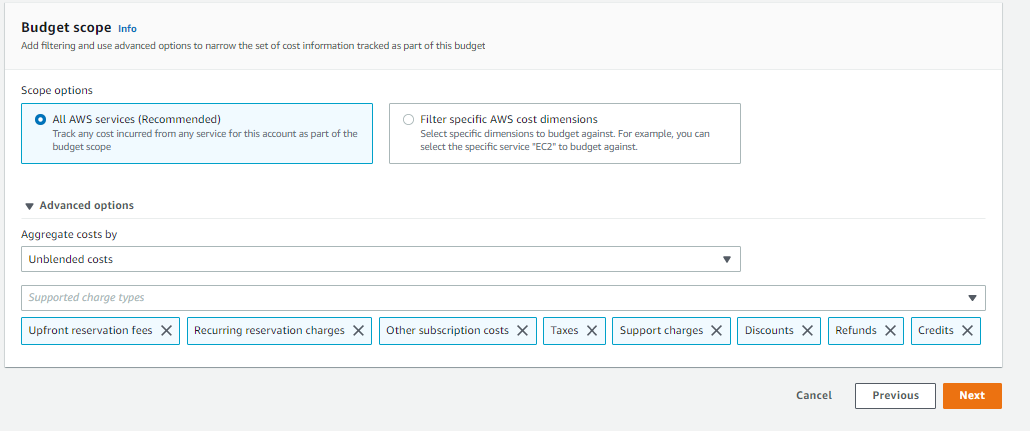 Budget scope Info
Add filtering and use advanced options to narrow the set of cost information tracked as part of this budget
Scope options
All AWS services (Recommended)
Track any cost incurred from any service for this account as part of the
budget scope
Filter specific AWS cost dimensions
Select specific dimensions to budget against. For example, you can
select the specific service "EC2" to budget against.
Advanced options
Aggregate costs by
Unblended costs
Supported charge types
Upfront reservation fees
Recurring reservation charges
Other subscription costs
Taxes
Support charges
Discounts
Refunds
Credits
Cancel
Previous
Next